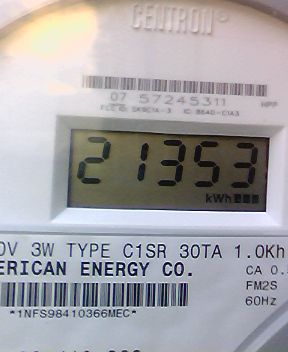 CENTRON
07 57245311
HPP
21353
kWh
0V 3W TYPE C1SR 30TA 1.0Kh
ERICAN ENERGY CO.
CA 0.
FM2S
60Hz
*1NFS98410366MEC*